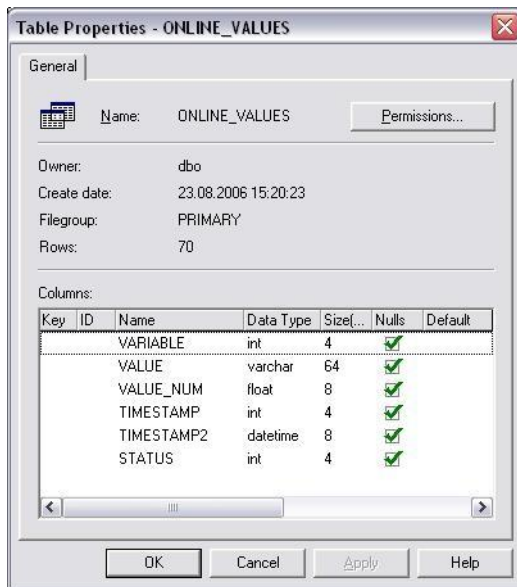 Table Properties - ONLINE_VALUES
General
Name: ONLINE_VALUES Permissions...
Owner: dbo
Create date: 23.08.2006 15:20:23
Filegroup: PRIMARY
Rows: 70
Columns:
Key ID Name Data Type Size(... Nulls Default
VARIABLE int 4
VALUE varchar 64
VALUE_NUM float 8
TIMESTAMP int 4
TIMESTAMP2 datetime 8
STATUS int 4
OK Cancel Apply Help